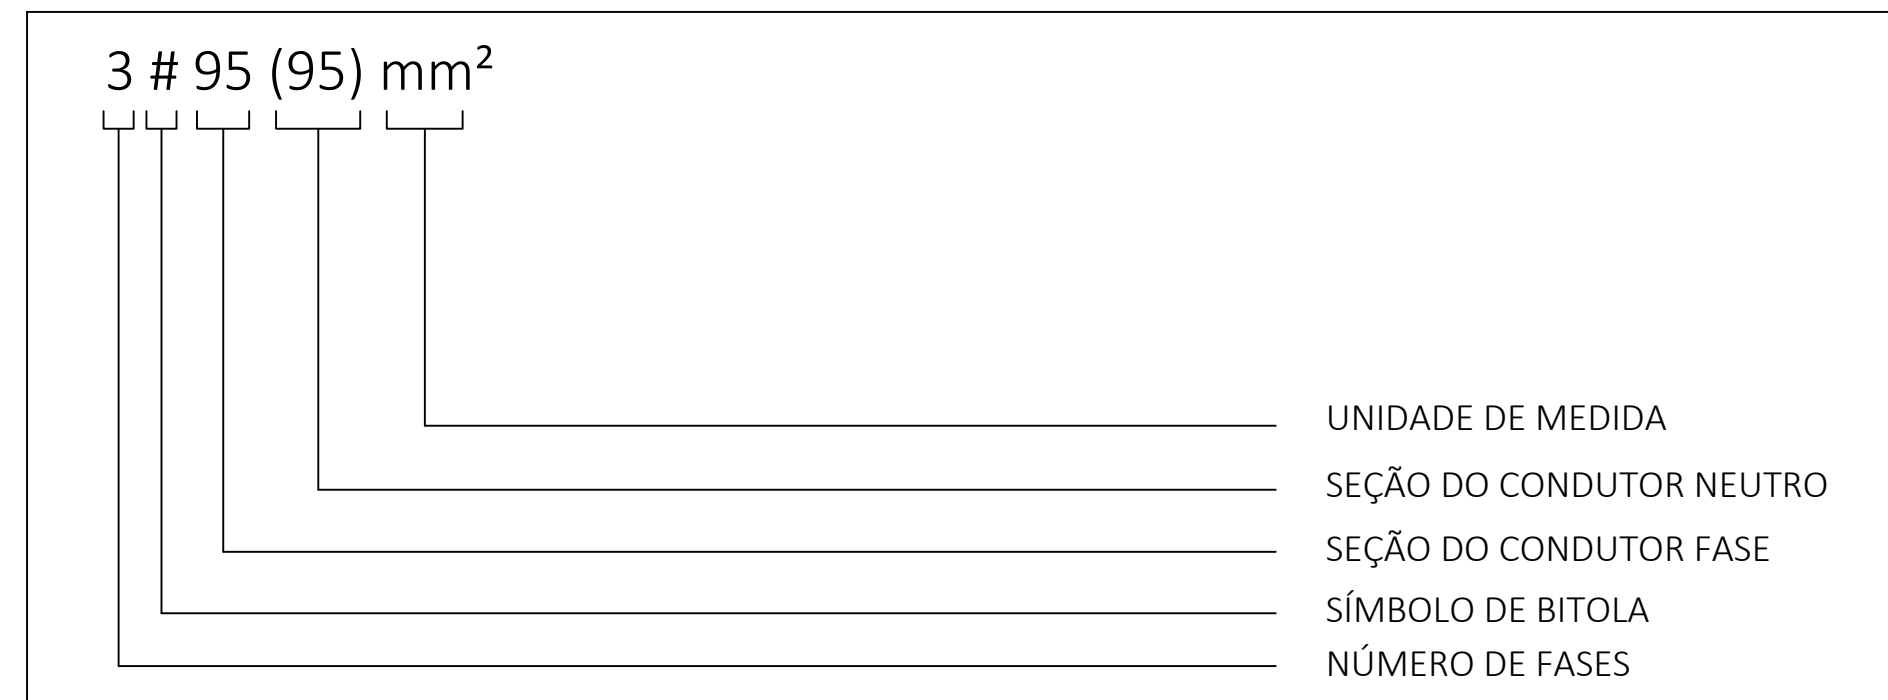 3 # 95 (95) mm²
UNIDADE DE MEDIDA
SEÇÃO DO CONDUTOR NEUTRO
SEÇÃO DO CONDUTOR FASE
SÍMBOLO DE BITOLA
NÚMERO DE FASES